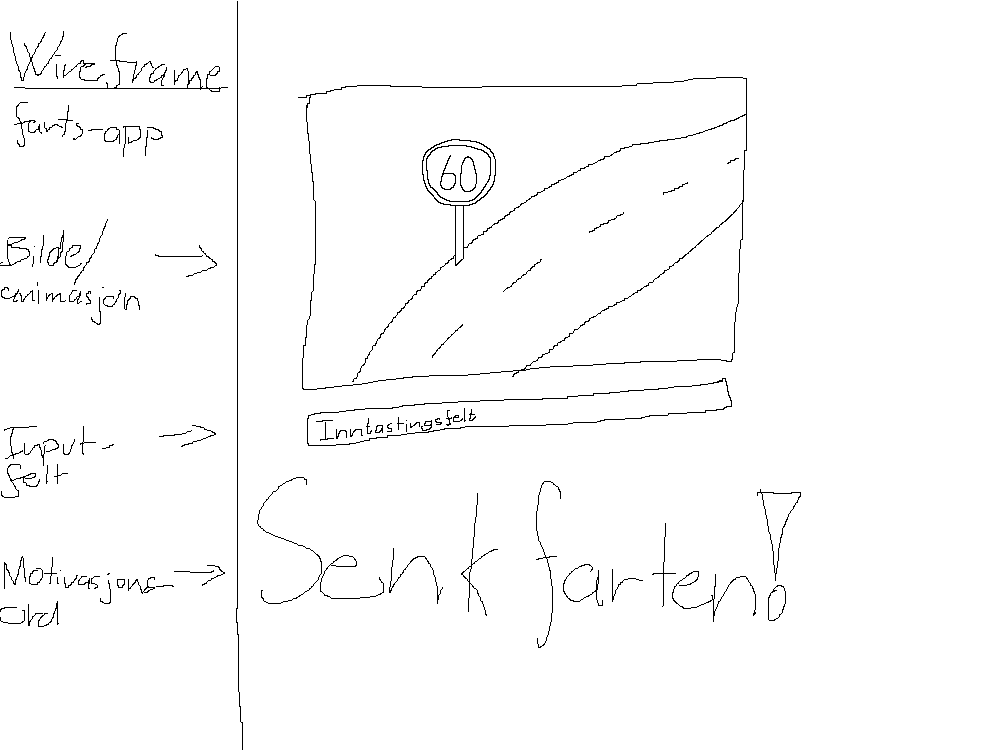 Wireframe
farts-app
60
Bilde/
animasjon
Inntastingsfelt
Input-
felt
Senk farten!
Motivasjons-
ord